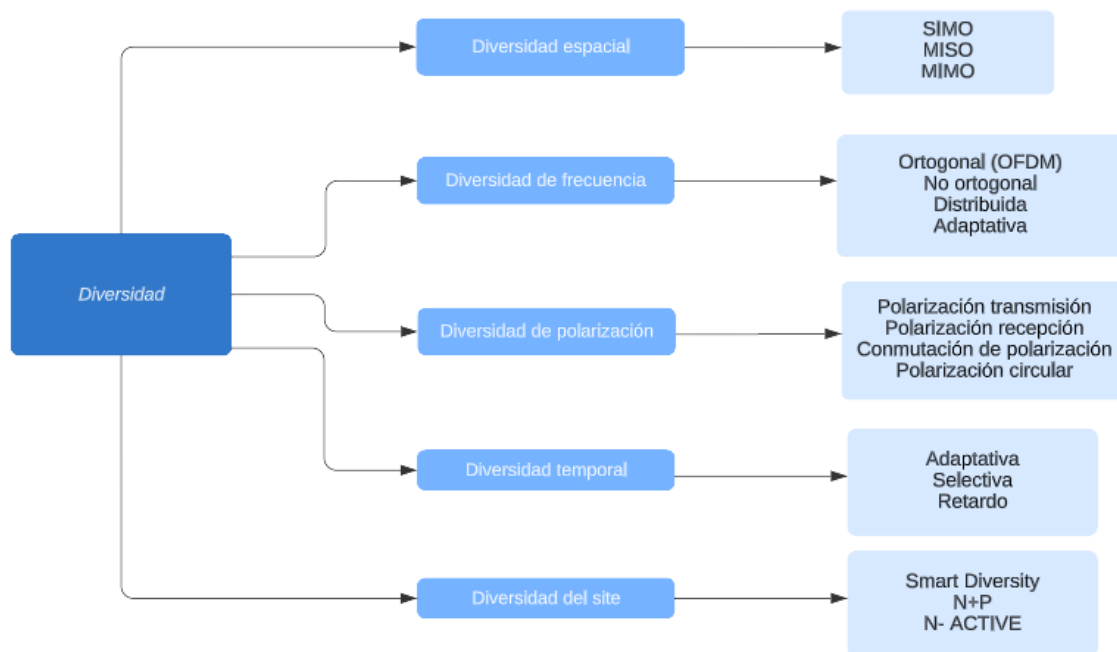 Diversidad
Diversidad espacial
SIMO
MISO
MIMO
Diversidad de frecuencia
Ortogonal (OFDM)
No ortogonal
Distribuida
Adaptativa
Diversidad de polarización
Polarización transmisión
Polarización recepción
Conmutación de polarización
Polarización circular
Diversidad temporal
Adaptativa
Selectiva
Retardo
Diversidad del site
Smart Diversity
N+P
N- ACTIVE